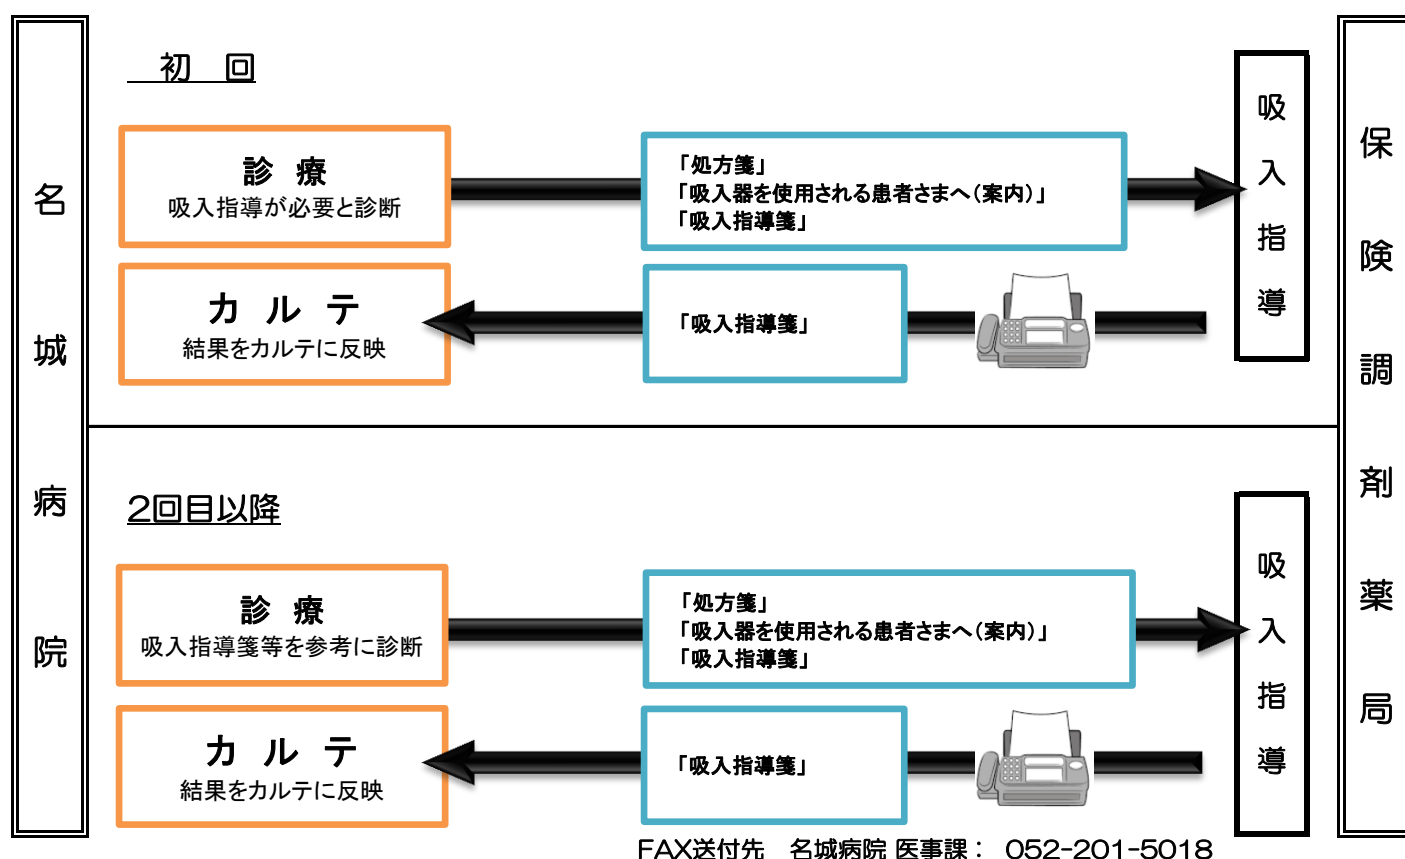 名城病院
初 回
診 療
吸入指導が必要と診断
「処方箋」
「吸入器を使用される患者さまへ（案内）」
「吸入指導箋」
吸入指導
カ ル テ
結果をカルテに反映
「吸入指導箋」
2回目以降
診 療
吸入指導箋等を参考に診断
「処方箋」
「吸入器を使用される患者さまへ（案内）」
「吸入指導箋」
吸入指導
カ ル テ
結果をカルテに反映
「吸入指導箋」
保険調剤薬局
FAX送付先 名城病院 医事課： 052-201-5018